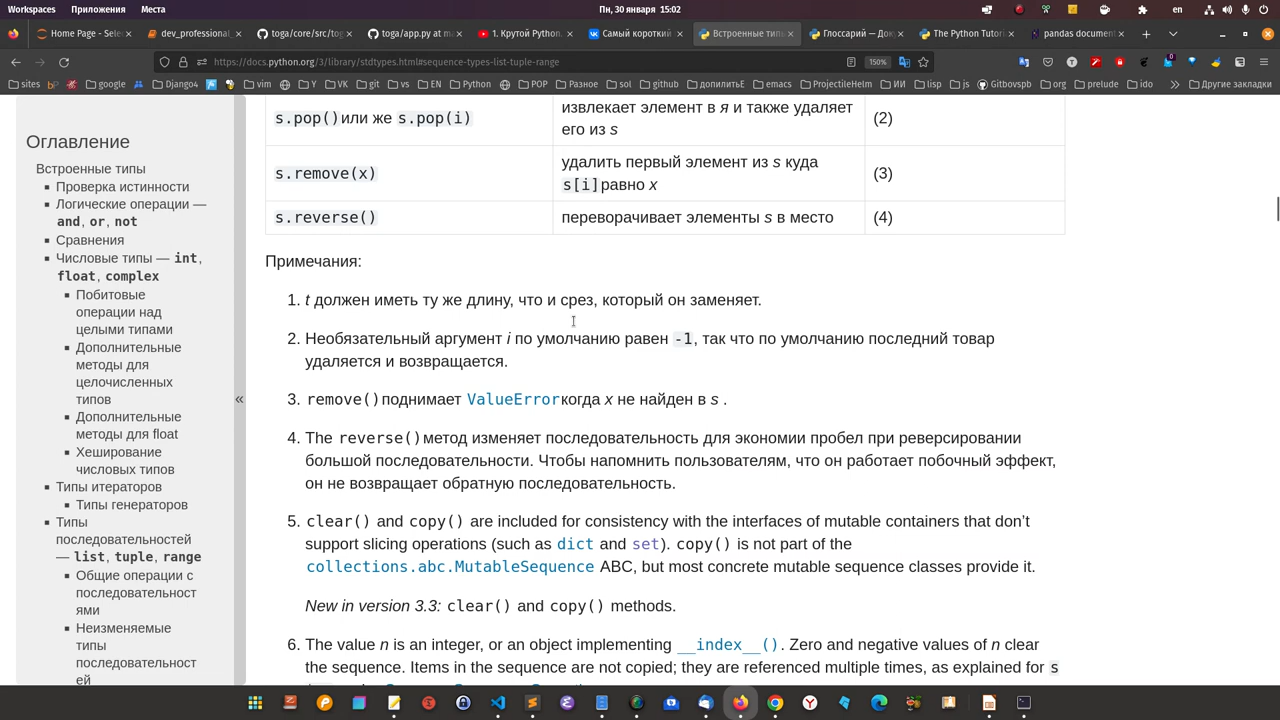 Workspaces Приложения Места Пн, 30 января 15:02 en
Home Page - Sele
dev_professional_
toga/core/src/tog
toga/app.py at m
1. Крутой Python,
Самый короткий
Встроенные типы
Глоссарий — Док
The Python Tutori
pandas document
https://docs.python.org/3/library/stdtypes.html#sequence-types-list-tuple-range 150%
sites google Django4 vim Y VK git vs EN Python POP Разное sol github допилитьЕ emacs ProjectileHelm ИИ lisp js Gitbovspb org prelude ido Другие закладки
Оглавление
Встроенные типы
Проверка истинности
Логические операции —
and, or, not
Сравнения
Числовые типы — int,
float, complex
Побитовые
операции над
целыми типами
Дополнительные
методы для
целочисленных
типов
Дополнительные
методы для float
Хеширование
числовых типов
Типы итераторов
Типы генераторов
Типы
последовательностей
— list, tuple, range
Общие операции с
последовательност
ями
Неизменяемые
типы
последовательност
ей
«
s.pop()или же s.pop(i) извлекает элемент в я и также удаляет
его из s (2)
s.remove(x) удалить первый элемент из s куда
s[i]равно x (3)
s.reverse() переворачивает элементы s в место (4)
Примечания:
1. t должен иметь ту же длину, что и срез, который он заменяет.
2. Необязательный аргумент i по умолчанию равен -1, так что по умолчанию последний товар
удаляется и возвращается.
3. remove()поднимает ValueErrorкогда x не найден в s .
4. The reverse()метод изменяет последовательность для экономии пробел при реверсировании
большой последовательности. Чтобы напомнить пользователям, что он работает побочный эффект,
он не возвращает обратную последовательность.
5. clear() and copy() are included for consistency with the interfaces of mutable containers that don't
support slicing operations (such as dict and set). copy() is not part of the
collections.abc.MutableSequence ABC, but most concrete mutable sequence classes provide it.
New in version 3.3: clear() and copy() methods.
6. The value n is an integer, or an object implementing __index__(). Zero and negative values of n clear
the sequence. Items in the sequence are not copied; they are referenced multiple times, as explained for s